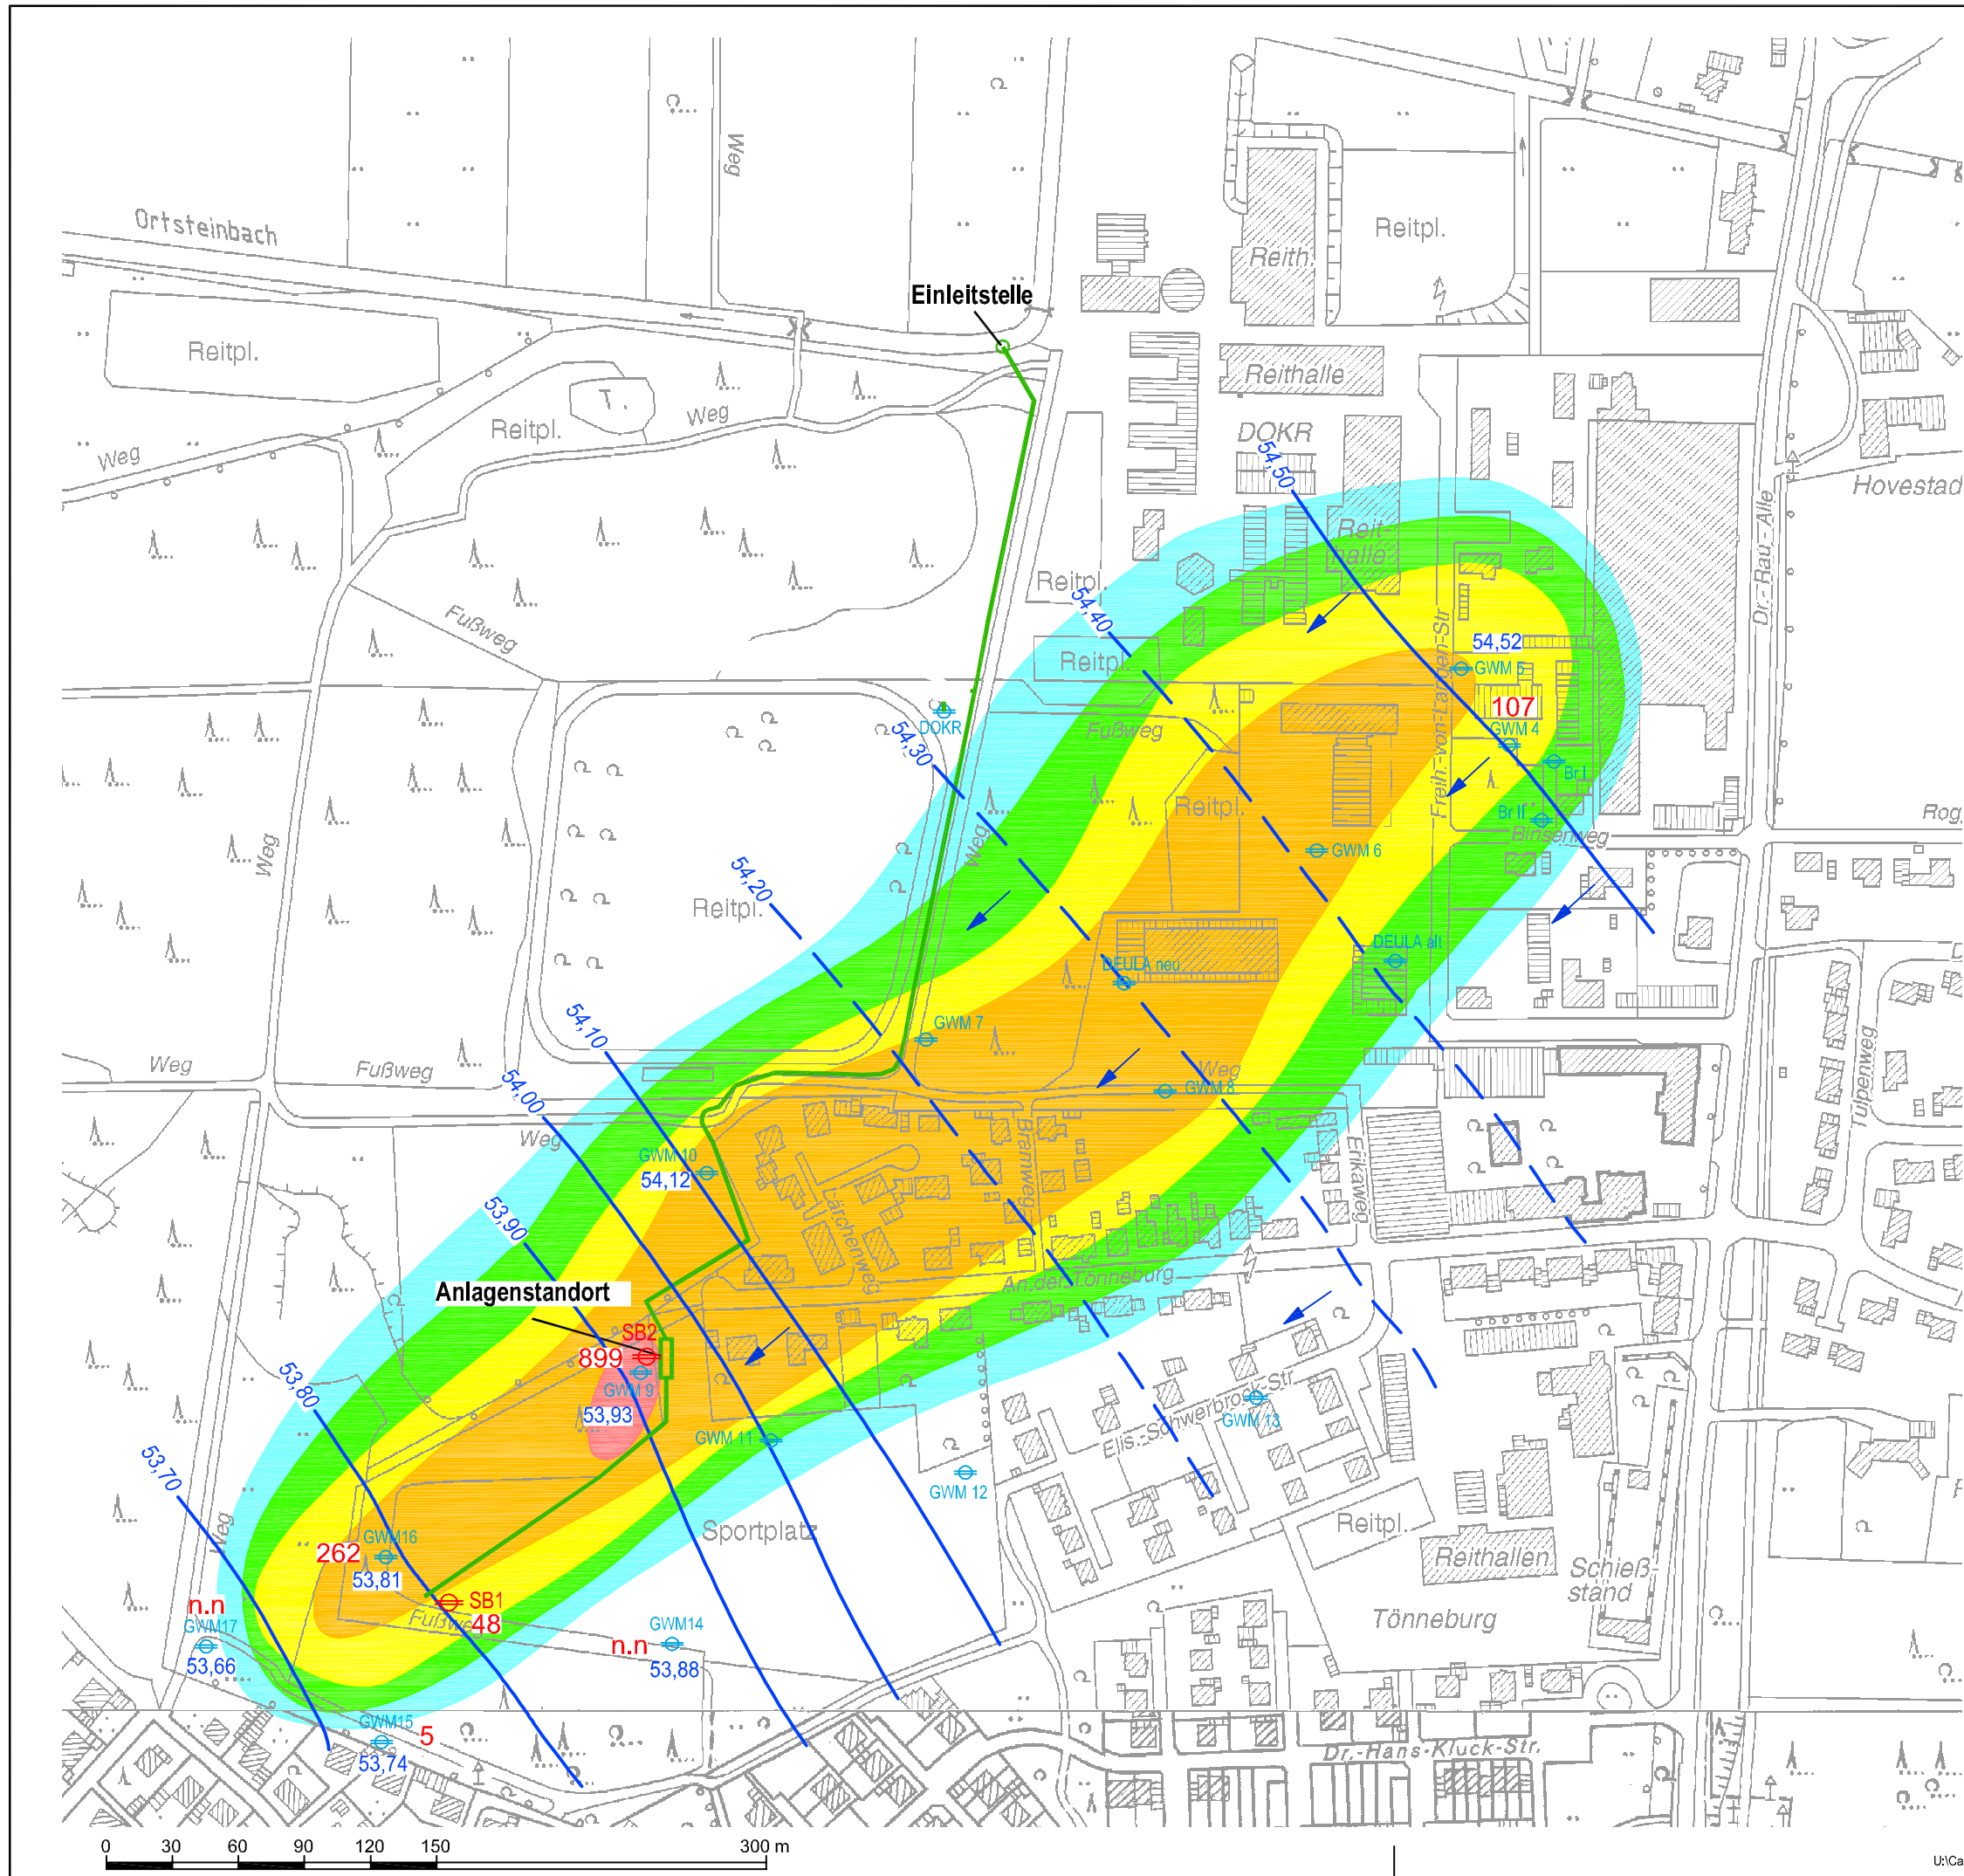 Ortsteinbach
Weg
Einleitstelle
Reitpl.
Reith.
Reitpl.
Reitpl.
T.
Weg
Reithalle
DOKR
54,50
Weg
Hovestad
Reit-
halle
Dr.-Rau-Alle
Fußweg
Reitpl.
54,40
Freih.-von-Langen-Str
54,52
GWM 5
Reitpl.
107
GWM 4
DOKR
54,30
Fußweg
Br I
Reitpl.
Br II
Binsenweg
Rog
Weg
Weg
GWM 6
54,20
Reitpl.
DEULA alt
DEULA neu
54,10
GWM 7
Weg
Fußweg
54,00
Weg
GWM 8
Tulpenweg
Weg
GWM 10
54,12
Bramweg
Erikaweg
Lärchenweg
53,90
Anlagenstandort
An der Tönneburg
SB2
899
GWM 9
53,93
53,80
GWM 11
Elis.-Schwerbrock-Str
GWM 13
53,70
GWM 12
Weg
Sportplatz
Reitpl.
GWM16
262
53,81
Reithallen
Schieß-
stand
SB1
48
Fußweg
Tönneburg
n.n
GWM17
53,66
GWM14
n.n
53,88
GWM15
5
53,74
Dr.-Hans-Kluck-Str.
0 30 60 90 120 150 300 m
U:\Ca